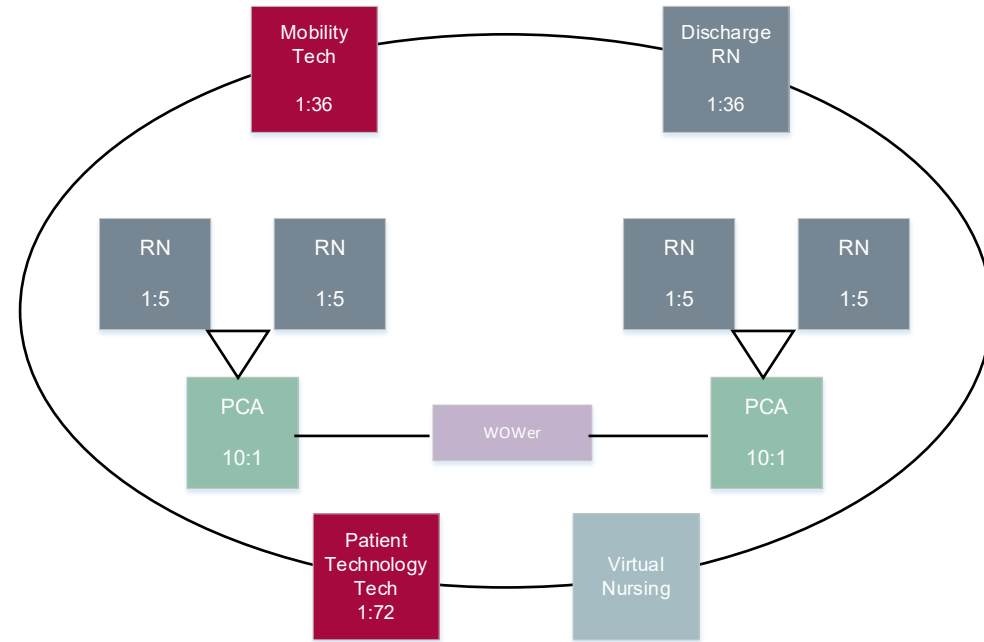 Mobility
Tech
1:36
Discharge
RN
1:36
RN
1:5
RN
1:5
RN
1:5
RN
1:5
PCA
10:1
WOWer
PCA
10:1
Patient
Technology
Tech
1:72
Virtual
Nursing